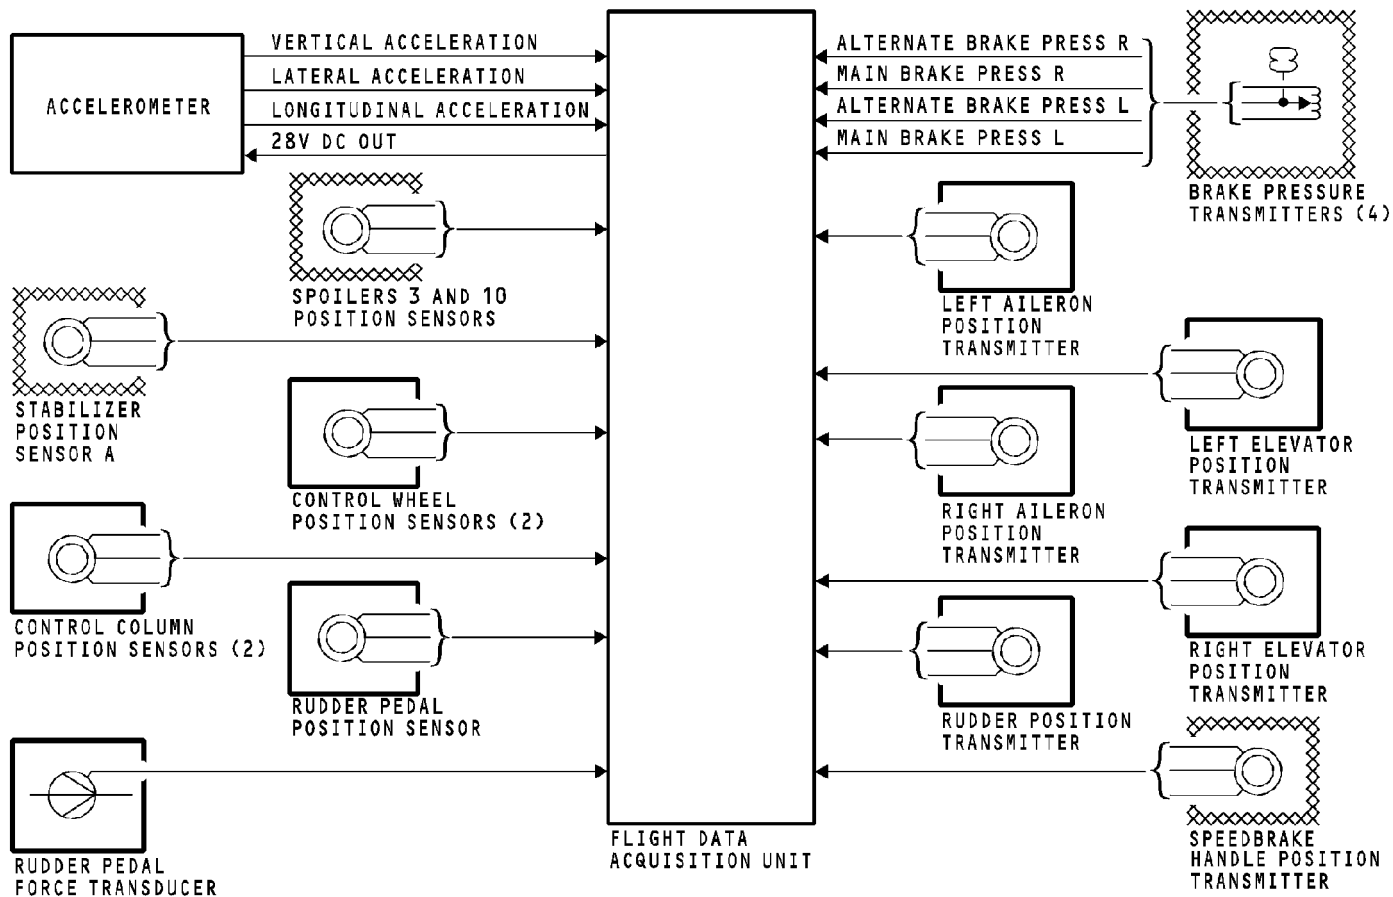 ACCELEROMETER
VERTICAL ACCELERATION
LATERAL ACCELERATION
LONGITUDINAL ACCELERATION
28V DC OUT
ALTERNATE BRAKE PRESS R
MAIN BRAKE PRESS R
ALTERNATE BRAKE PRESS L
MAIN BRAKE PRESS L
BRAKE PRESSURE
TRANSMITTERS (4)
SPOILERS 3 AND 10
POSITION SENSORS
LEFT AILERON
POSITION
TRANSMITTER
STABILIZER
POSITION
SENSOR A
LEFT ELEVATOR
POSITION
TRANSMITTER
CONTROL WHEEL
POSITION SENSORS (2)
RIGHT AILERON
POSITION
TRANSMITTER
CONTROL COLUMN
POSITION SENSORS (2)
RIGHT ELEVATOR
POSITION
TRANSMITTER
RUDDER PEDAL
POSITION SENSOR
RUDDER POSITION
TRANSMITTER
RUDDER PEDAL
FORCE TRANSDUCER
FLIGHT DATA
ACQUISITION UNIT
SPEEDBRAKE
HANDLE POSITION
TRANSMITTER